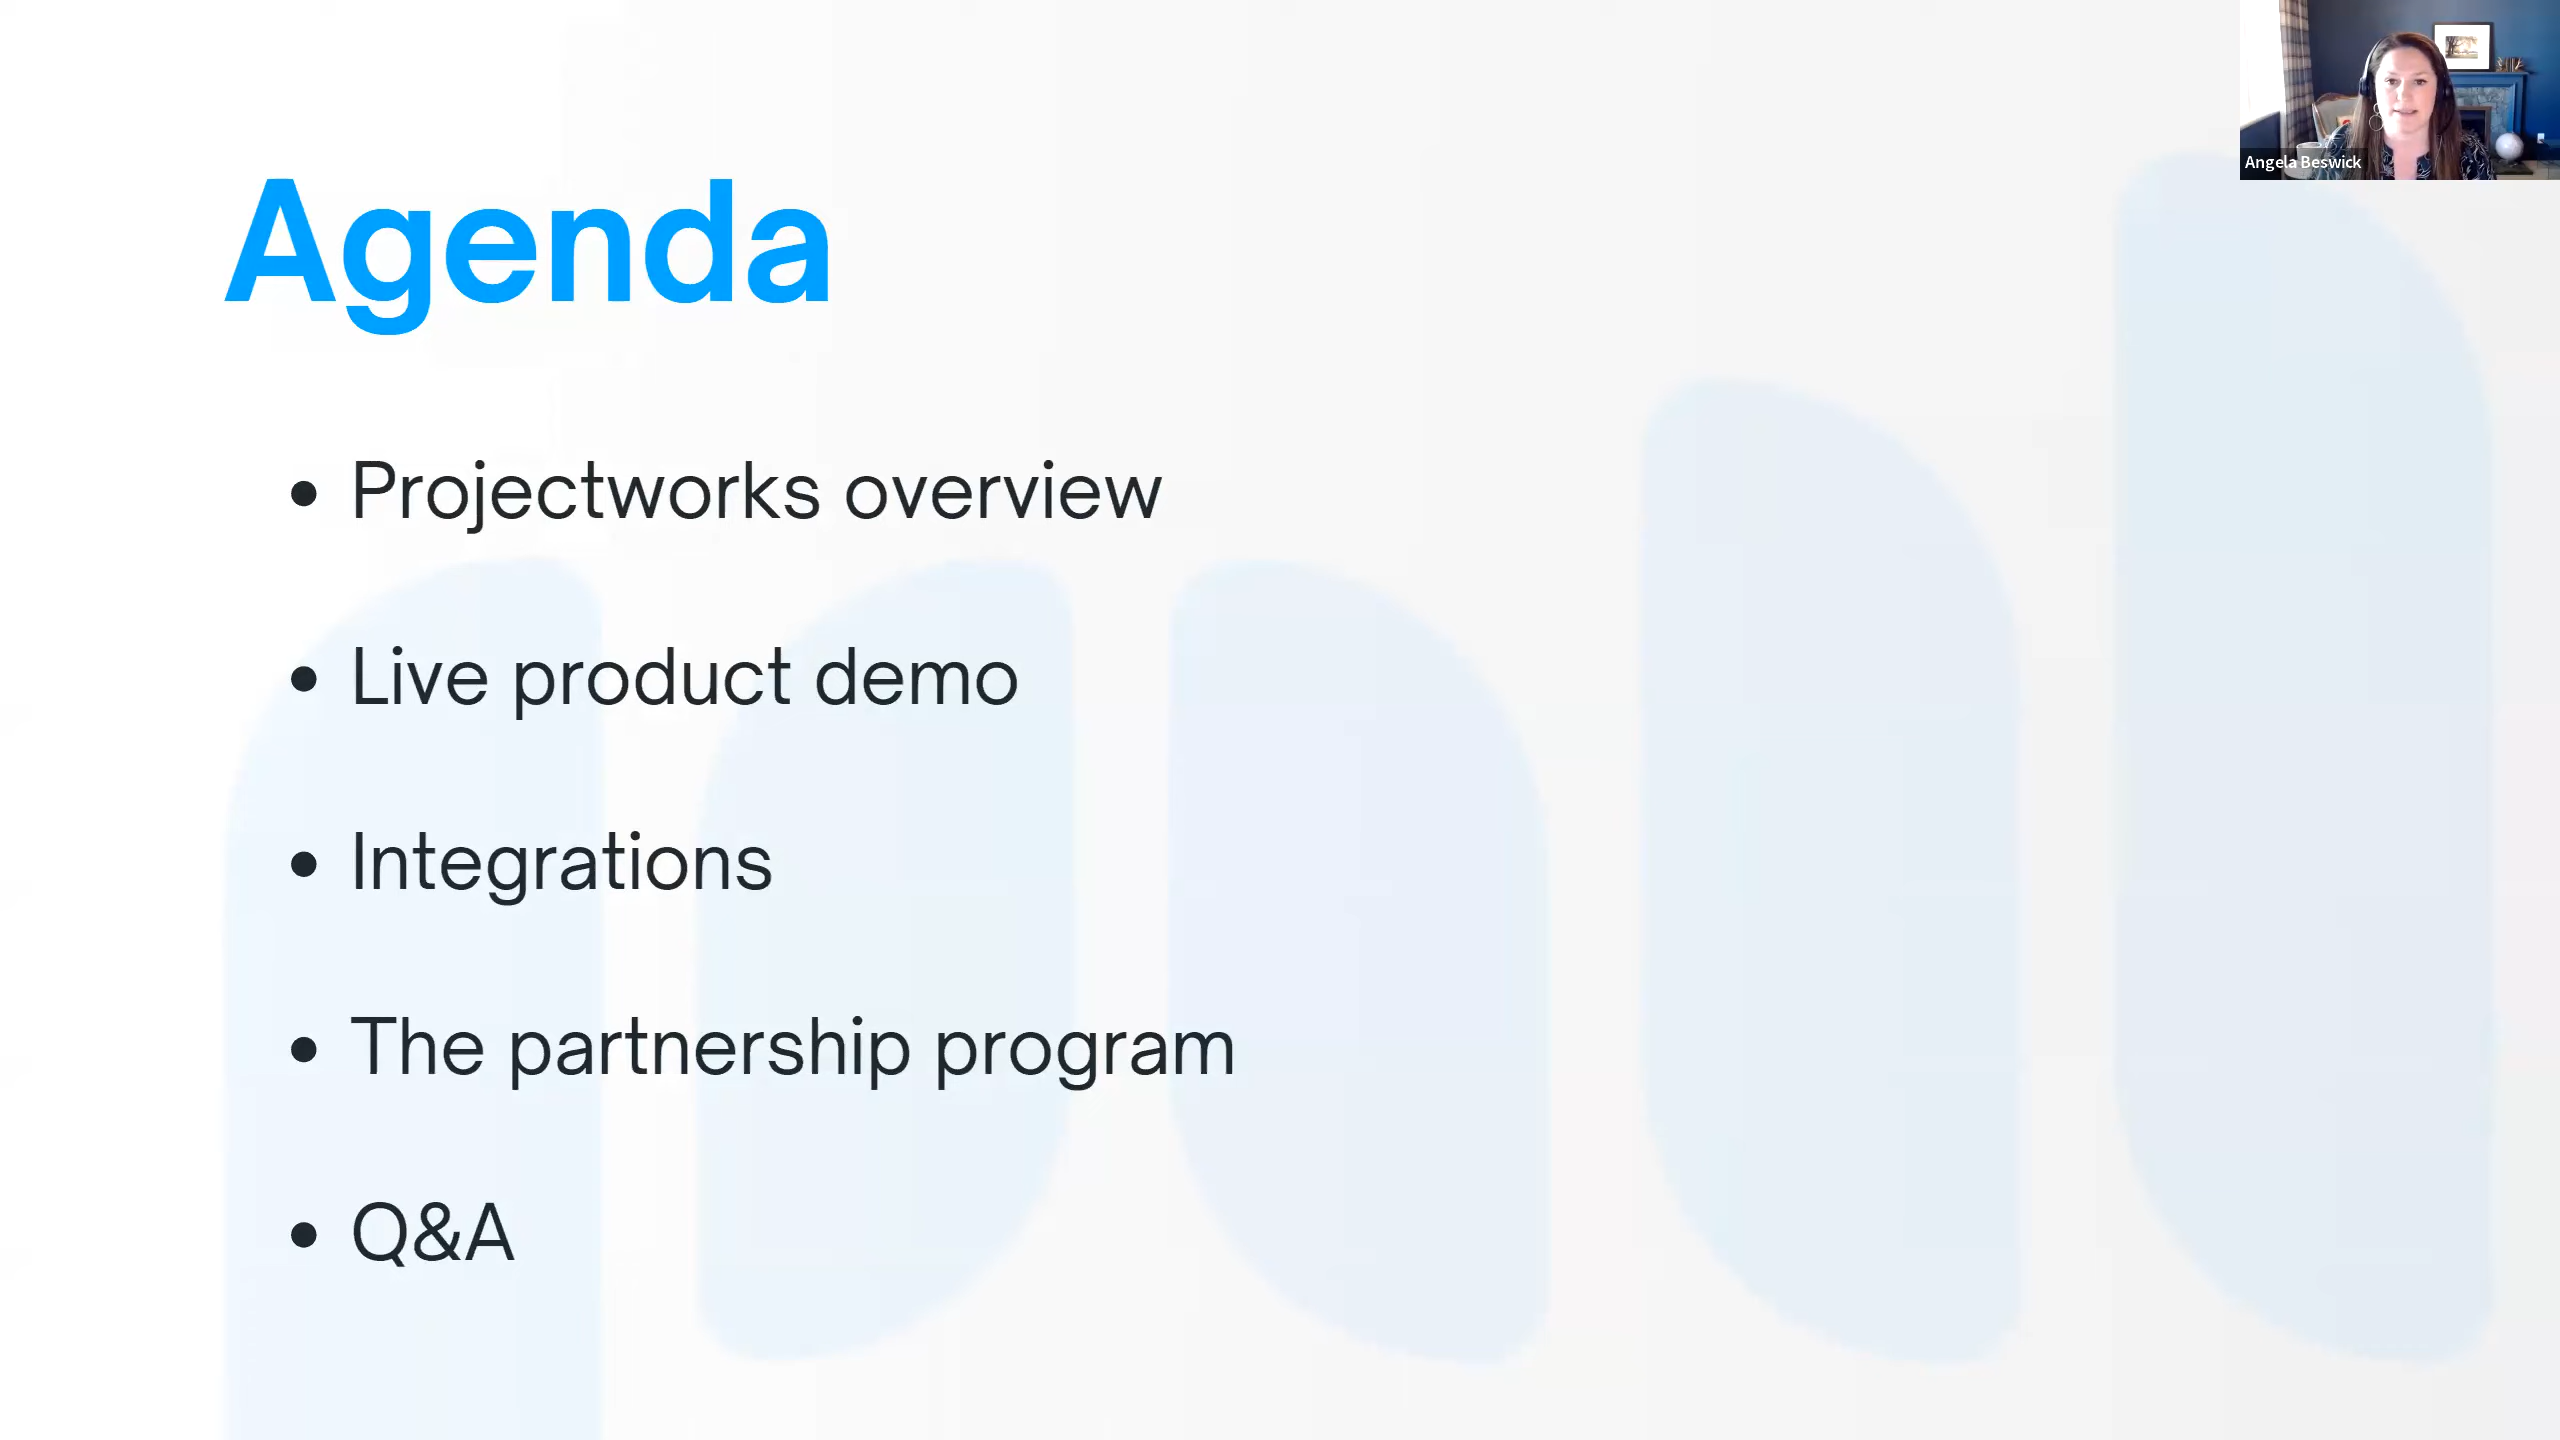 Agenda
• Projectworks overview
• Live product demo
• Integrations
• The partnership program
• Q&A
Angela Beswick